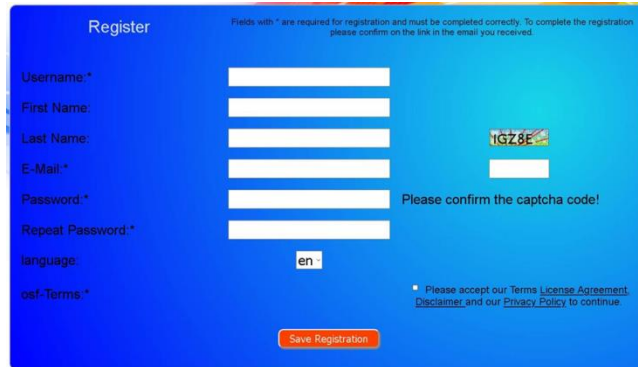 Register
Fields with * are required for registration and must be completed correctly. To complete the registration
please confirm on the link in the email you received.
Username:*
First Name:
Last Name:
IGZ8E
E-Mail:*
Password:*
Please confirm the captcha code!
Repeat Password:*
language:
en
osf-Terms:*
Please accept our Terms License Agreement,
Disclaimer and our Privacy Policy to continue.
Save Registration